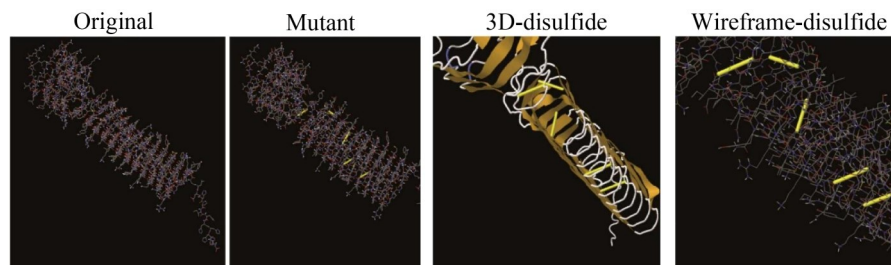 Original
Mutant
3D-disulfide
Wireframe-disulfide